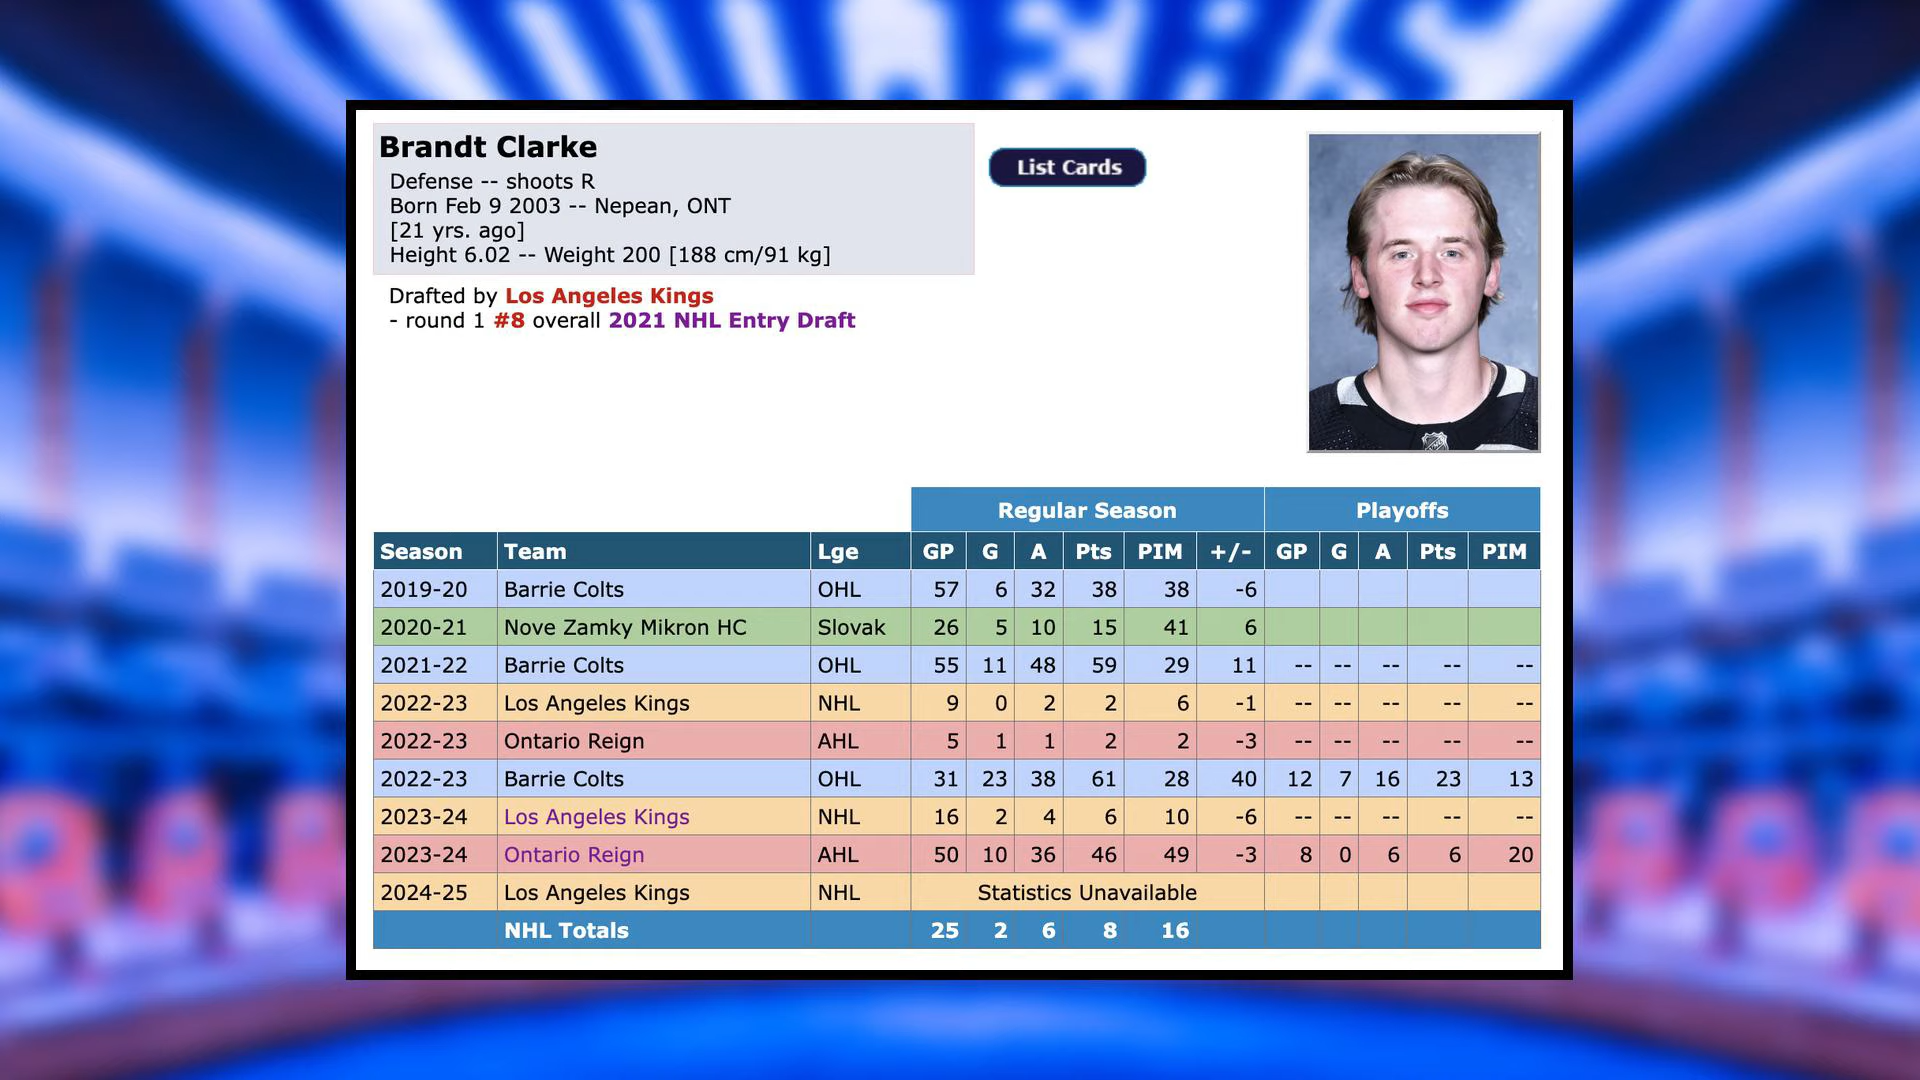 Brandt Clarke
Defense -- shoots R
Born Feb 9 2003 -- Nepean, ONT
[21 yrs. ago]
Height 6.02 -- Weight 200 [188 cm/91 kg]
List Cards
Drafted by Los Angeles Kings
- round 1 #8 overall 2021 NHL Entry Draft
Regular Season Playoffs
Season Team Lge GP G A Pts PIM +/- GP G A Pts PIM
2019-20 Barrie Colts OHL 57 6 32 38 38 -6
2020-21 Nove Zamky Mikron HC Slovak 26 5 10 15 41 6
2021-22 Barrie Colts OHL 55 11 48 59 29 11 -- -- -- -- --
2022-23 Los Angeles Kings NHL 9 0 2 2 6 -1 -- -- -- -- --
2022-23 Ontario Reign AHL 5 1 1 2 2 -3 -- -- -- -- --
2022-23 Barrie Colts OHL 31 23 38 61 28 40 12 7 16 23 13
2023-24 Los Angeles Kings NHL 16 2 4 6 10 -6 -- -- -- -- --
2023-24 Ontario Reign AHL 50 10 36 46 49 -3 8 0 6 6 20
2024-25 Los Angeles Kings NHL Statistics Unavailable
NHL Totals 25 2 6 8 16